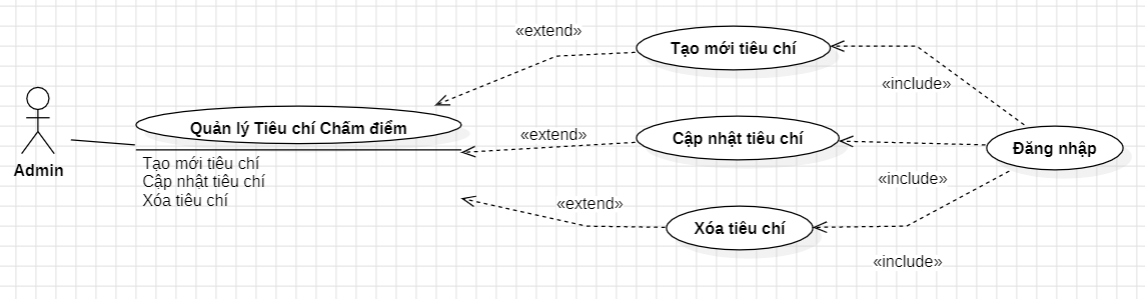 «extend»
Tạo mới tiêu chí
«include»
Quản lý Tiêu chí Chấm điểm
«extend»
Cập nhật tiêu chí
Đăng nhập
Admin
Tạo mới tiêu chí
Cập nhật tiêu chí
Xóa tiêu chí
«include»
«extend»
Xóa tiêu chí
«include»